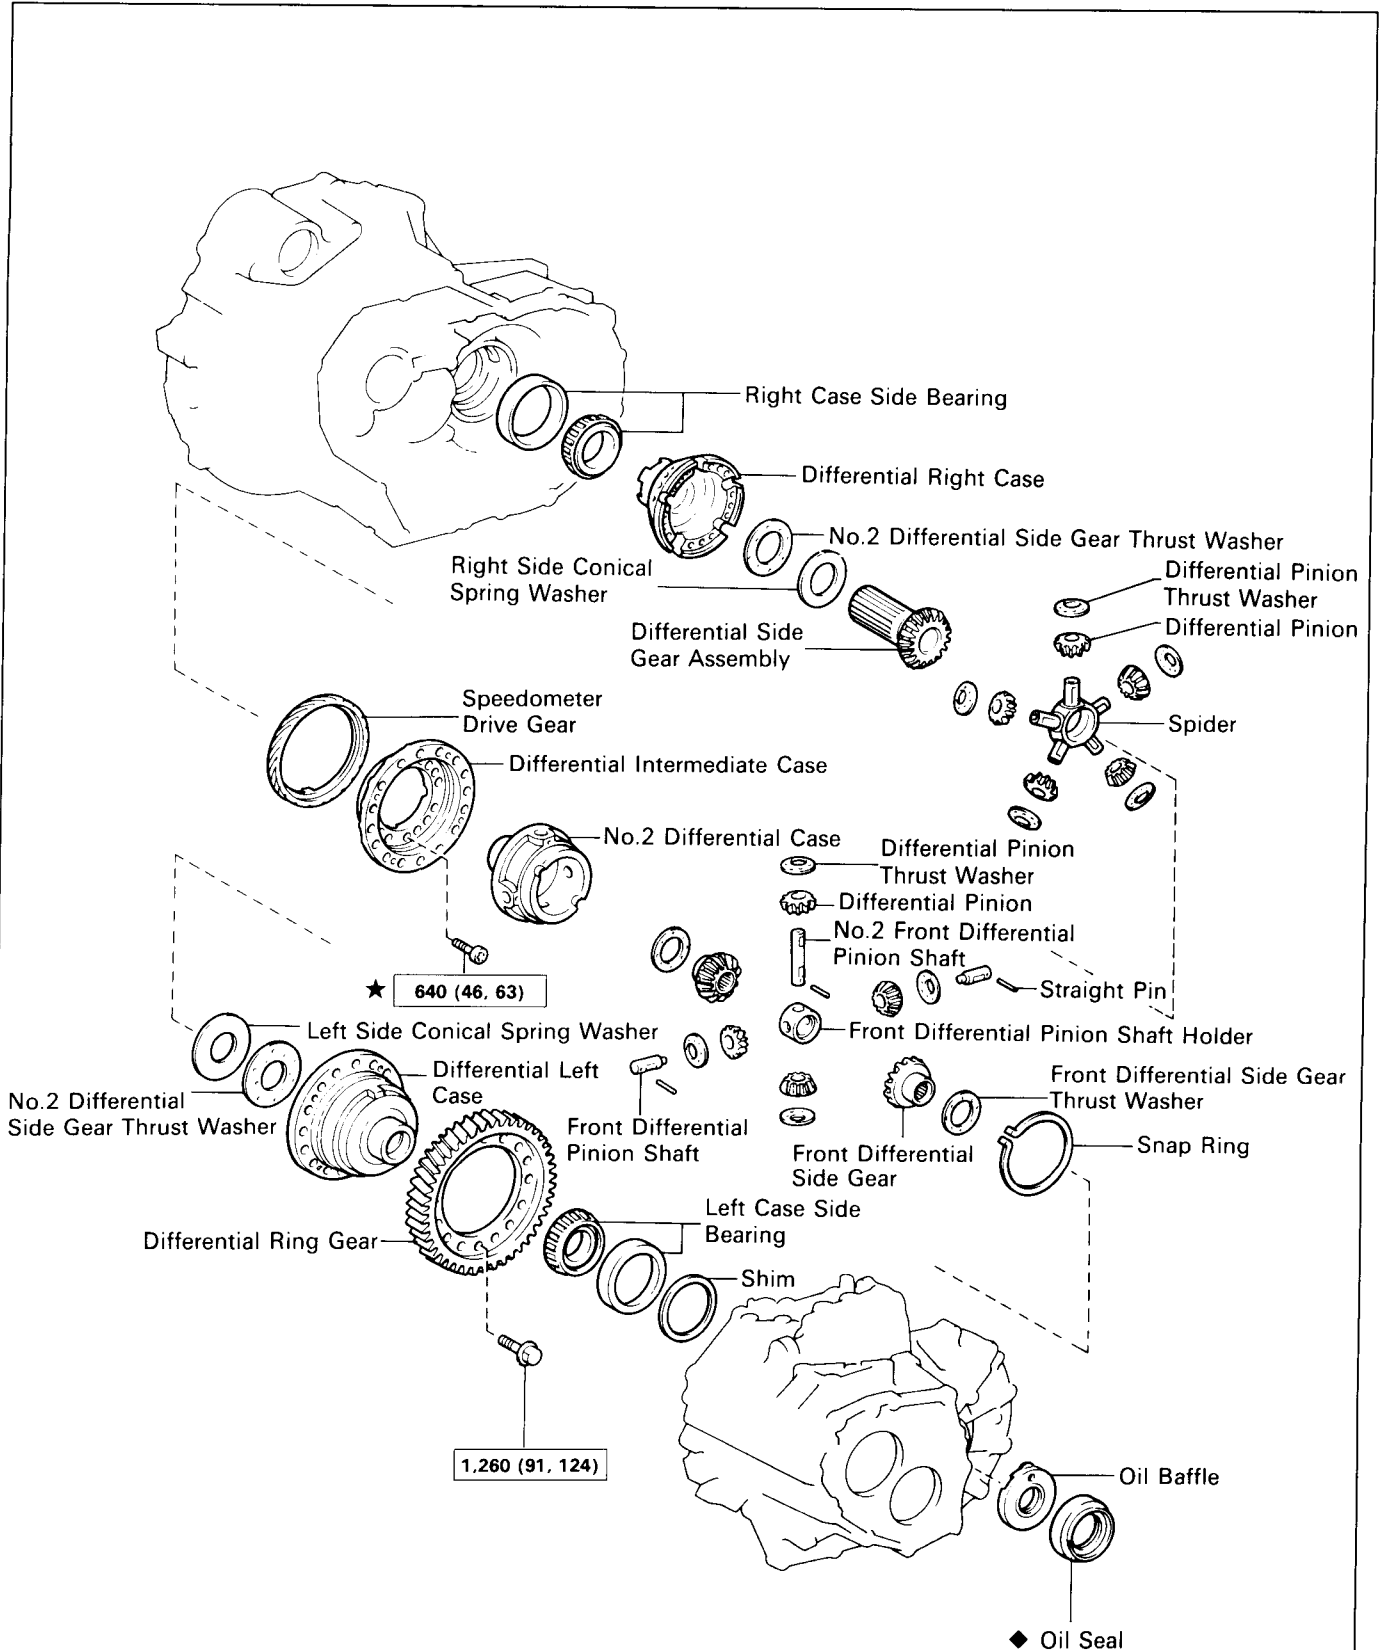 Right Case Side Bearing
Differential Right Case
No.2 Differential Side Gear Thrust Washer
Right Side Conical
Spring Washer
Differential Pinion
Thrust Washer
Differential Pinion
Differential Side
Gear Assembly
Spider
Speedometer
Drive Gear
Differential Intermediate Case
No.2 Differential Case
Differential Pinion
Thrust Washer
Differential Pinion
No.2 Front Differential
Pinion Shaft
★ 640 (46, 63)
Straight Pin
Left Side Conical Spring Washer
Front Differential Pinion Shaft Holder
Differential Left
Case
Front Differential Side Gear
Thrust Washer
No.2 Differential
Side Gear Thrust Washer
Front Differential
Pinion Shaft
Front Differential
Side Gear
Snap Ring
Left Case Side
Bearing
Differential Ring Gear
Shim
1,260 (91, 124)
Oil Baffle
◆ Oil Seal